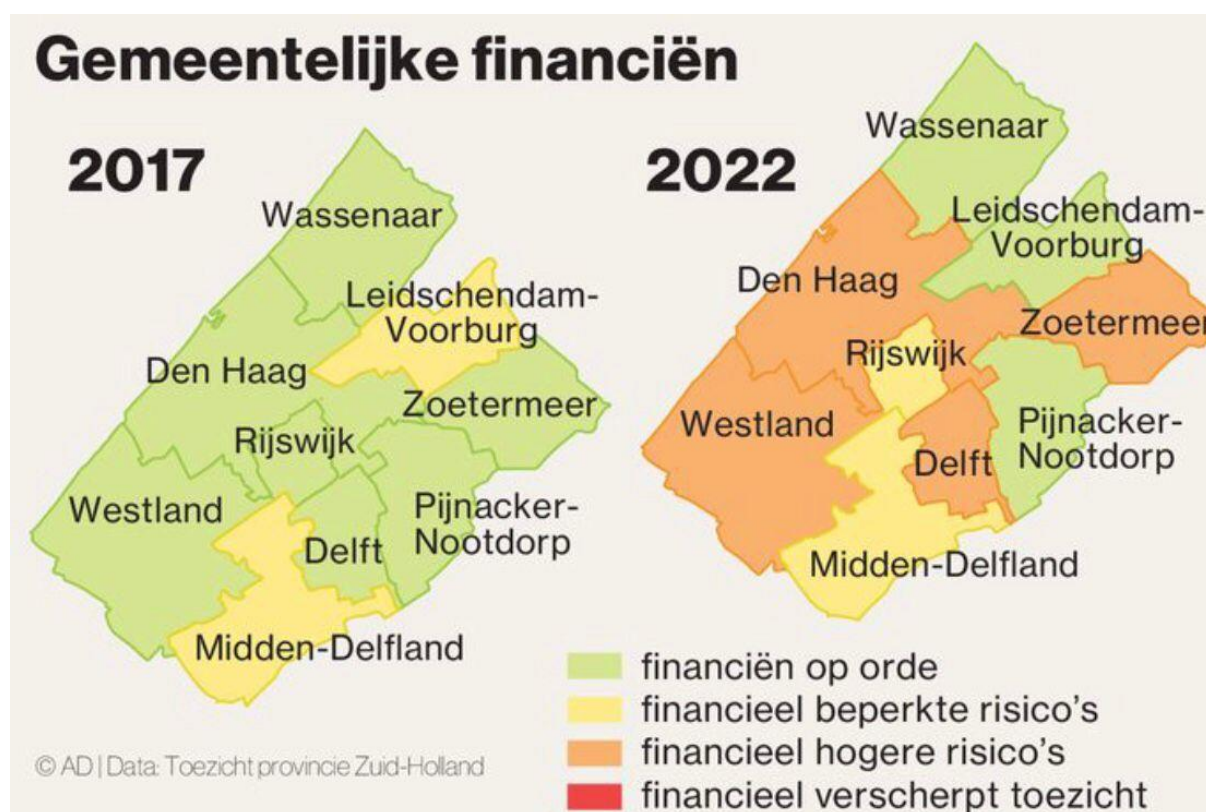 Gemeentelijke financiën
2017
Wassenaar
Leidschendam-
Voorburg
Den Haag
Zoetermeer
Rijswijk
Westland
Pijnacker-
Nootdorp
Delft
Midden-Delfland
2022
Wassenaar
Leidschendam-
Voorburg
Den Haag
Zoetermeer
Rijswijk
Westland
Pijnacker-
Nootdorp
Delft
Midden-Delfland
financiën op orde
financieel beperkte risico's
financieel hogere risico's
financieel verscherpt toezicht
© AD | Data: Toezicht provincie Zuid-Holland